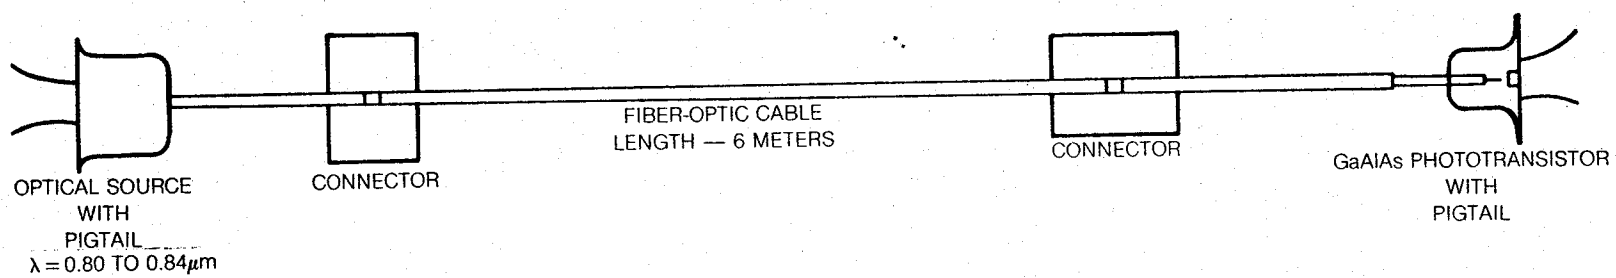 OPTICAL SOURCE
WITH
PIGTAIL
λ = 0.80 TO 0.84μm
CONNECTOR
FIBER-OPTIC CABLE
LENGTH — 6 METERS
CONNECTOR
GaAlAs PHOTOTRANSISTOR
WITH
PIGTAIL